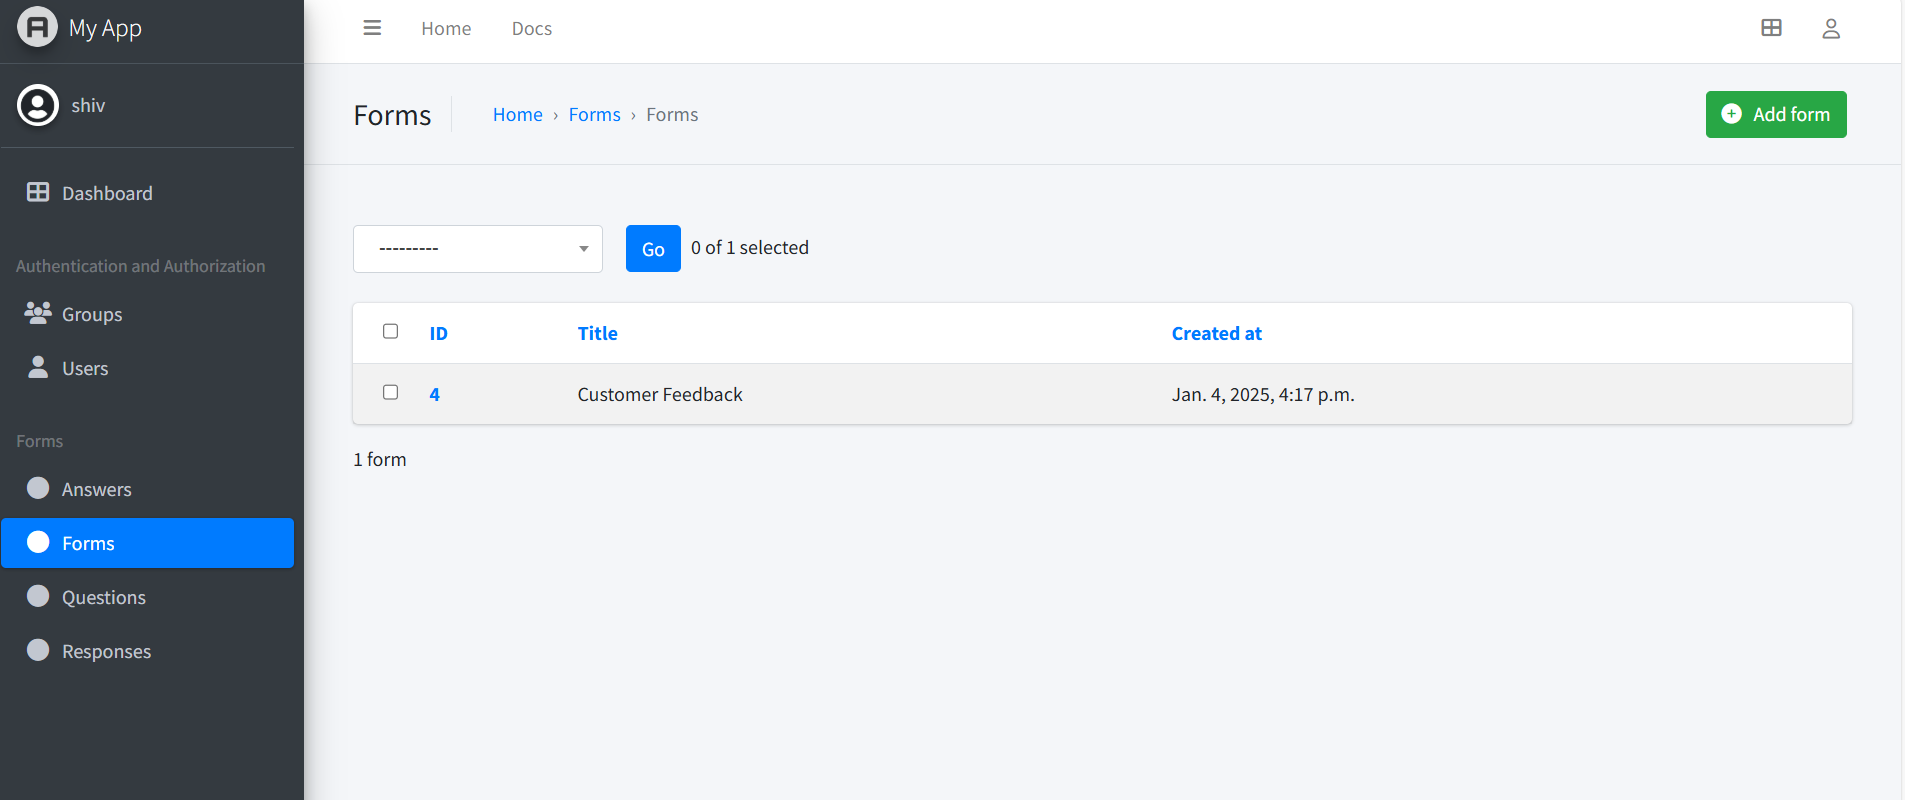 My App
shiv
Dashboard
Authentication and Authorization
Groups
Users
Forms
Answers
Forms
Questions
Responses
Home Docs
Forms Home › Forms › Forms Add form
--------- Go 0 of 1 selected
ID Title Created at
4 Customer Feedback Jan. 4, 2025, 4:17 p.m.
1 form